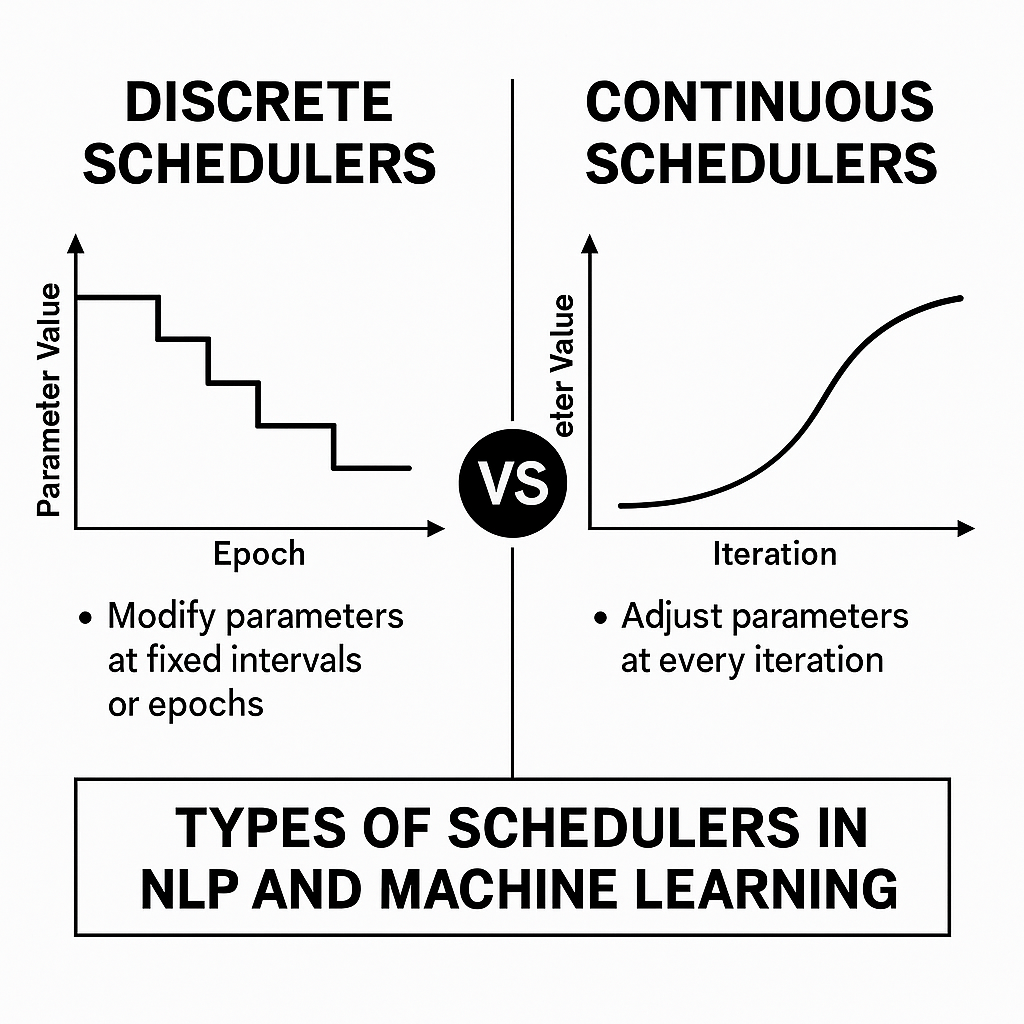 DISCRETE
SCHEDULERS
Parameter Value
Epoch
• Modify parameters
at fixed intervals
or epochs
VS
CONTINUOUS
SCHEDULERS
eter Value
Iteration
• Adjust parameters
at every iteration
TYPES OF SCHEDULERS IN
NLP AND MACHINE LEARNING